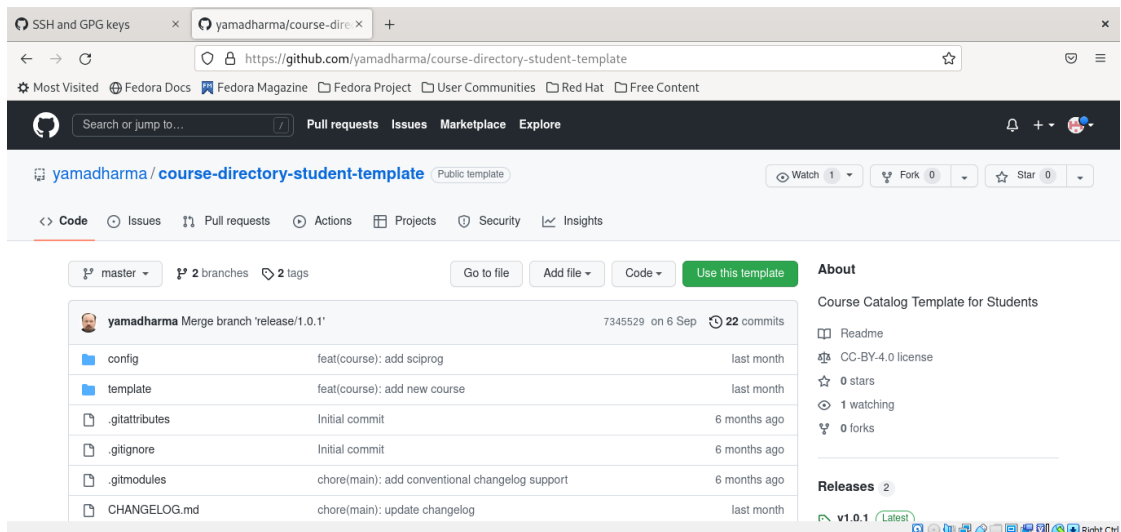 SSH and GPG keys × yamadharma/course-dire × + ×
https://github.com/yamadharma/course-directory-student-template
Most Visited Fedora Docs Fedora Magazine Fedora Project User Communities Red Hat Free Content
Search or jump to... / Pull requests Issues Marketplace Explore +
yamadharma / course-directory-student-template Public template Watch 1 Fork 0 Star 0
<> Code Issues Pull requests Actions Projects Security Insights
master 2 branches 2 tags Go to file Add file Code Use this template About
Course Catalog Template for Students
yamadharma Merge branch 'release/1.0.1' 7345529 on 6 Sep 22 commits
Readme
config feat(course): add sciprog last month
CC-BY-4.0 license
0 stars
template feat(course): add new course last month
1 watching
.gitattributes Initial commit 6 months ago
0 forks
.gitignore Initial commit 6 months ago
.gitmodules chore(main): add conventional changelog support 6 months ago
Releases 2
CHANGELOG.md chore(main): update changelog last month
v1.0.1 Latest
Right Ctrl